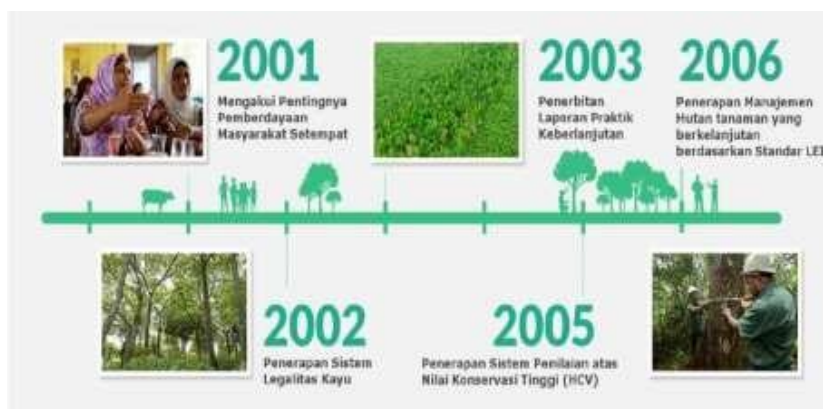 2001
Mengakui Pentingnya
Pemberdayaan
Masyarakat Setempat
2003
Penerbitan
Laporan Praktik
Keberlanjutan
2006
Penerapan Manajemen
Hutan tanaman yang
berkelanjutan
berdasarkan Standar LEI
2002
Penerapan Sistem
Legalitas Kayu
2005
Penerapan Sistem Penilaian atas
Nilai Konservasi Tinggi (HCV)